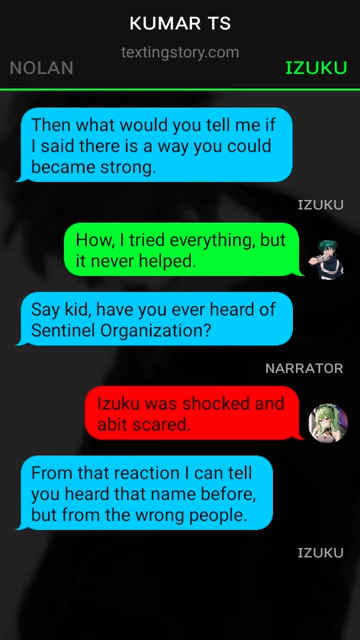 KUMAR TS
textingstory.com
NOLAN
IZUKU
Then what would you tell me if
I said there is a way you could
became strong.
IZUKU
How, I tried everything, but
it never helped.
Say kid, have you ever heard of
Sentinel Organization?
NARRATOR
Izuku was shocked and
abit scared.
From that reaction I can tell
you heard that name before,
but from the wrong people.
IZUKU